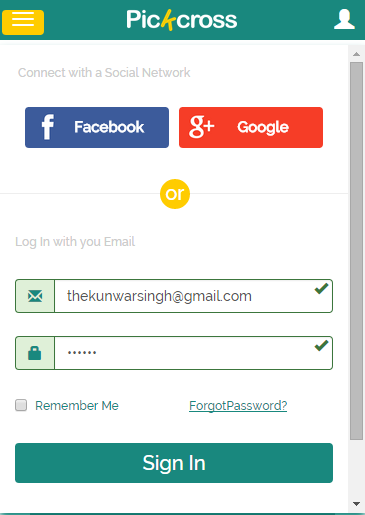 Pickcross
Connect with a Social Network
f Facebook
g+ Google
or
Log In with you Email
thekunwarsingh@gmail.com
••••••
Remember Me ForgotPassword?
Sign In